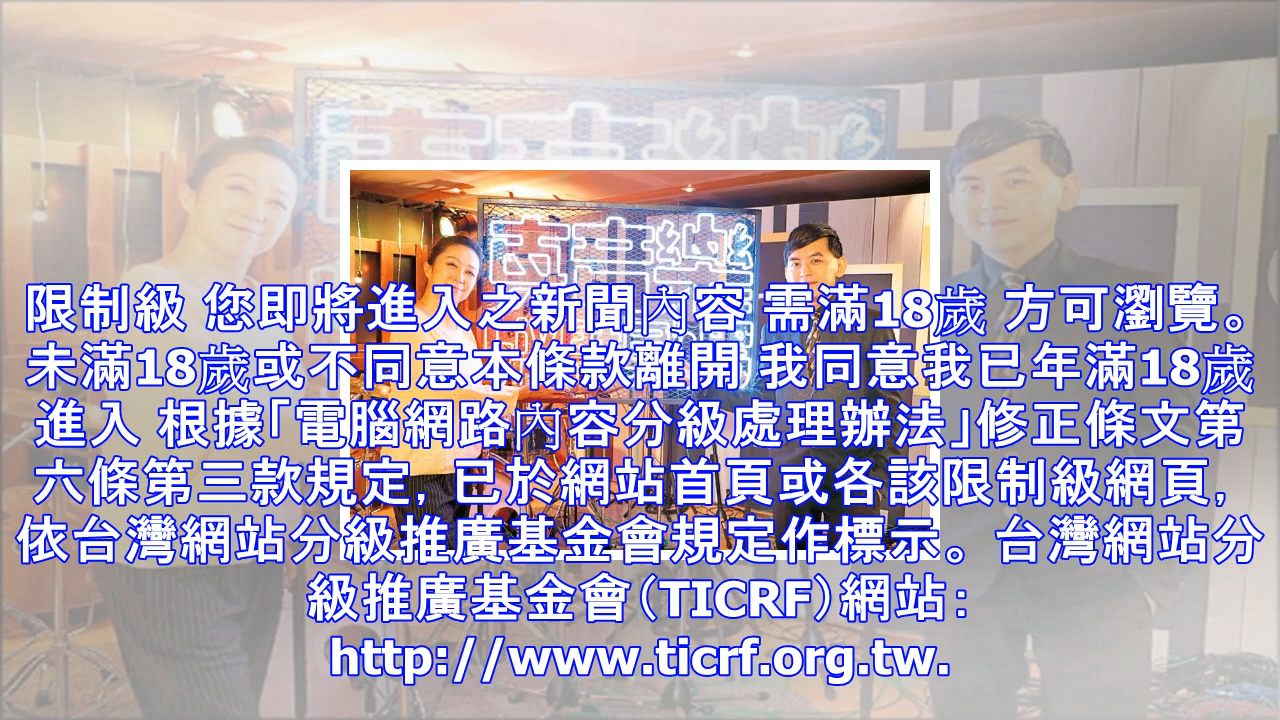 志宇縱
限制級 您即將進入之新聞內容 需滿18歲 方可瀏覽。
未滿18歲或不同意本條款離開 我同意我已年滿18歲
進入 根據「電腦網路內容分級處理辦法」修正條文第
六條第三款規定，已於網站首頁或各該限制級網頁，
依台灣網站分級推廣基金會規定作標示。台灣網站分
級推廣基金會（TICRF）網站：
http://www.ticrf.org.tw.